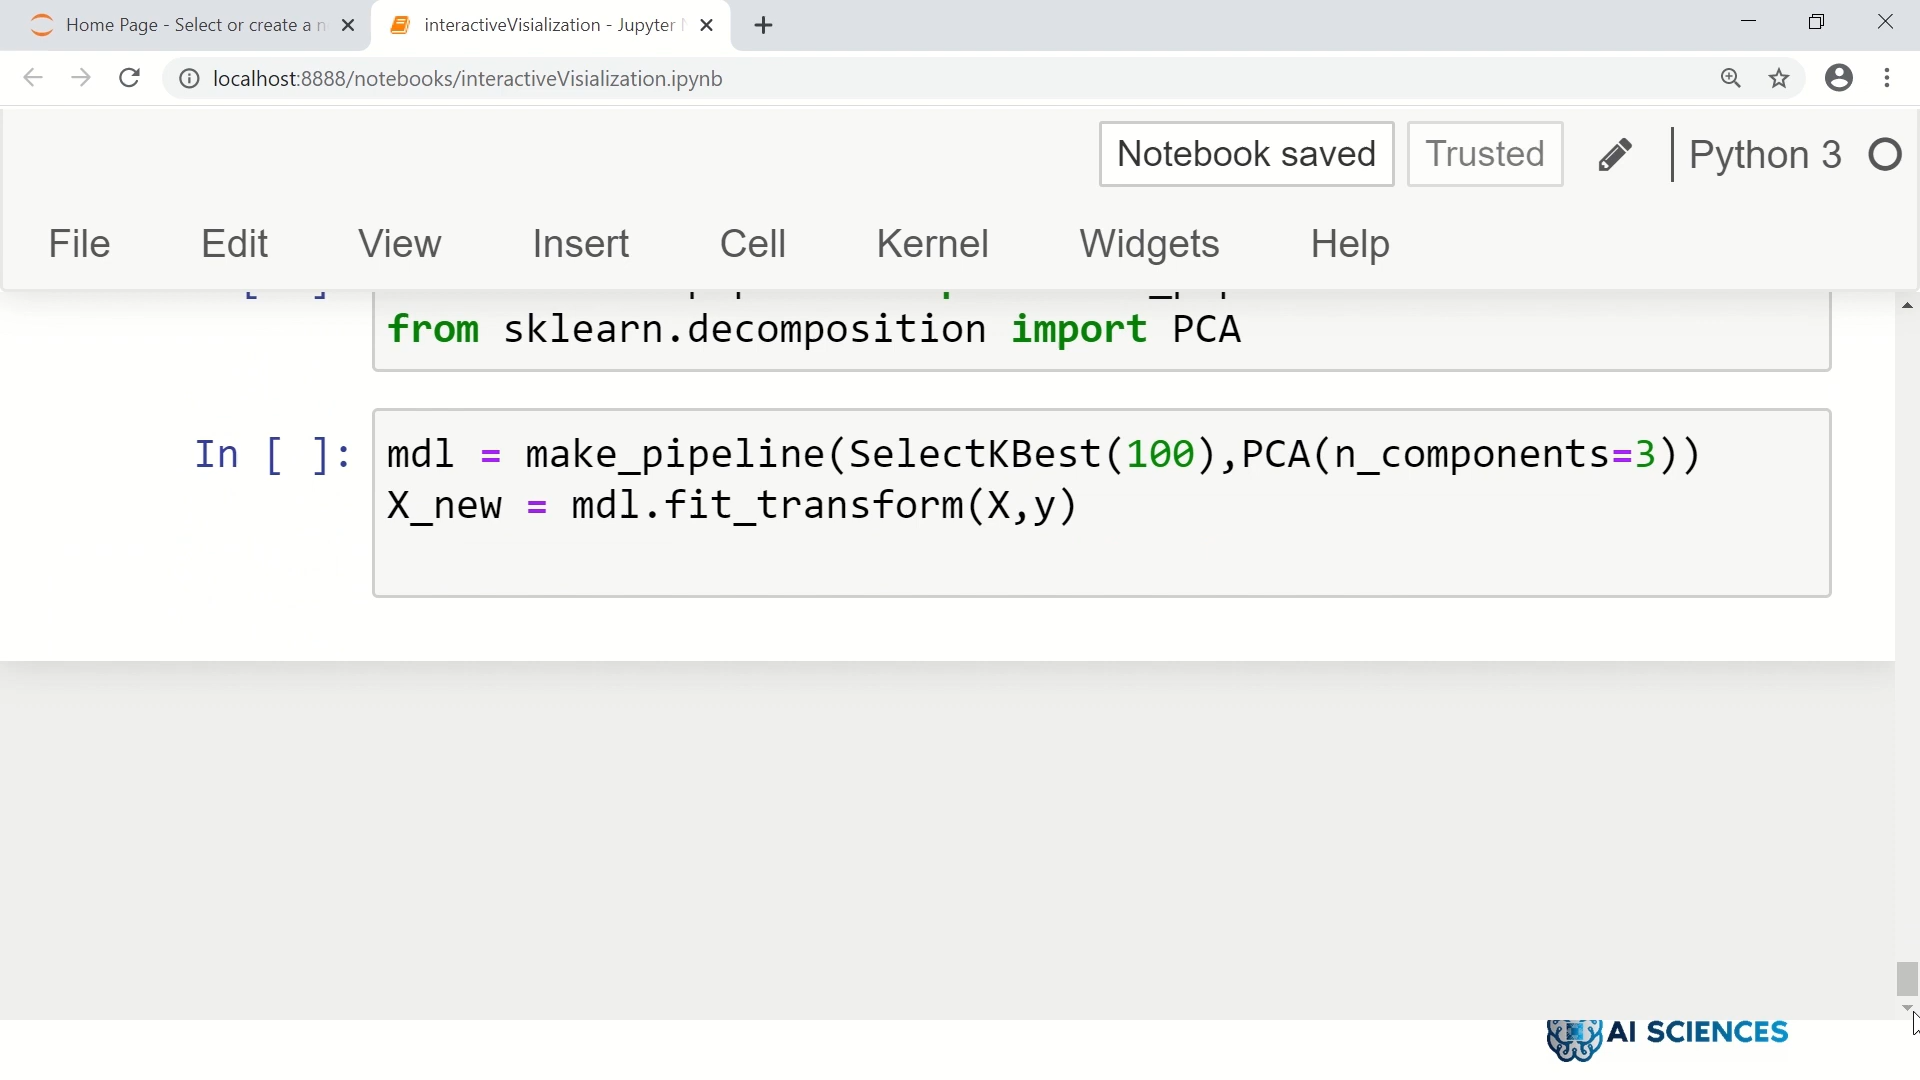 Home Page - Select or create a n
interactiveVisialization - Jupyter
localhost:8888/notebooks/interactiveVisialization.ipynb
Notebook saved
Trusted
Python 3
File Edit View Insert Cell Kernel Widgets Help
from sklearn.decomposition import PCA
In [ ]:
mdl = make_pipeline(SelectKBest(100),PCA(n_components=3))
X_new = mdl.fit_transform(X,y)
AI SCIENCES